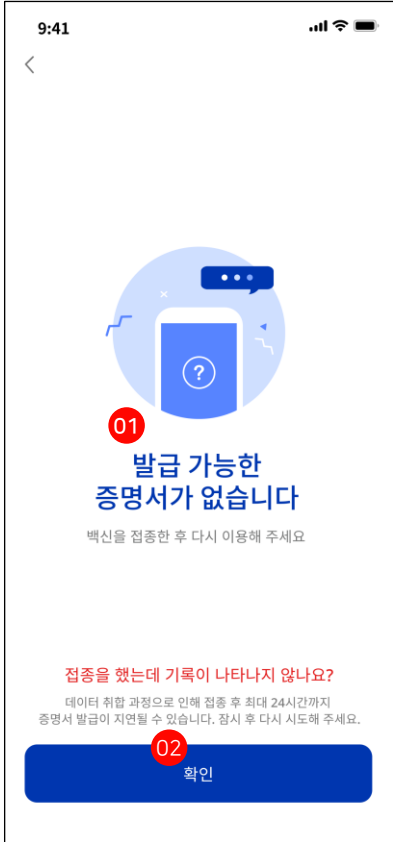 9:41
?
01
발급 가능한
증명서가 없습니다
백신을 접종한 후 다시 이용해 주세요
접종을 했는데 기록이 나타나지 않나요?
데이터 취합 과정으로 인해 접종 후 최대 24시간까지
증명서 발급이 지연될 수 있습니다. 잠시 후 다시 시도해 주세요.
02
확인